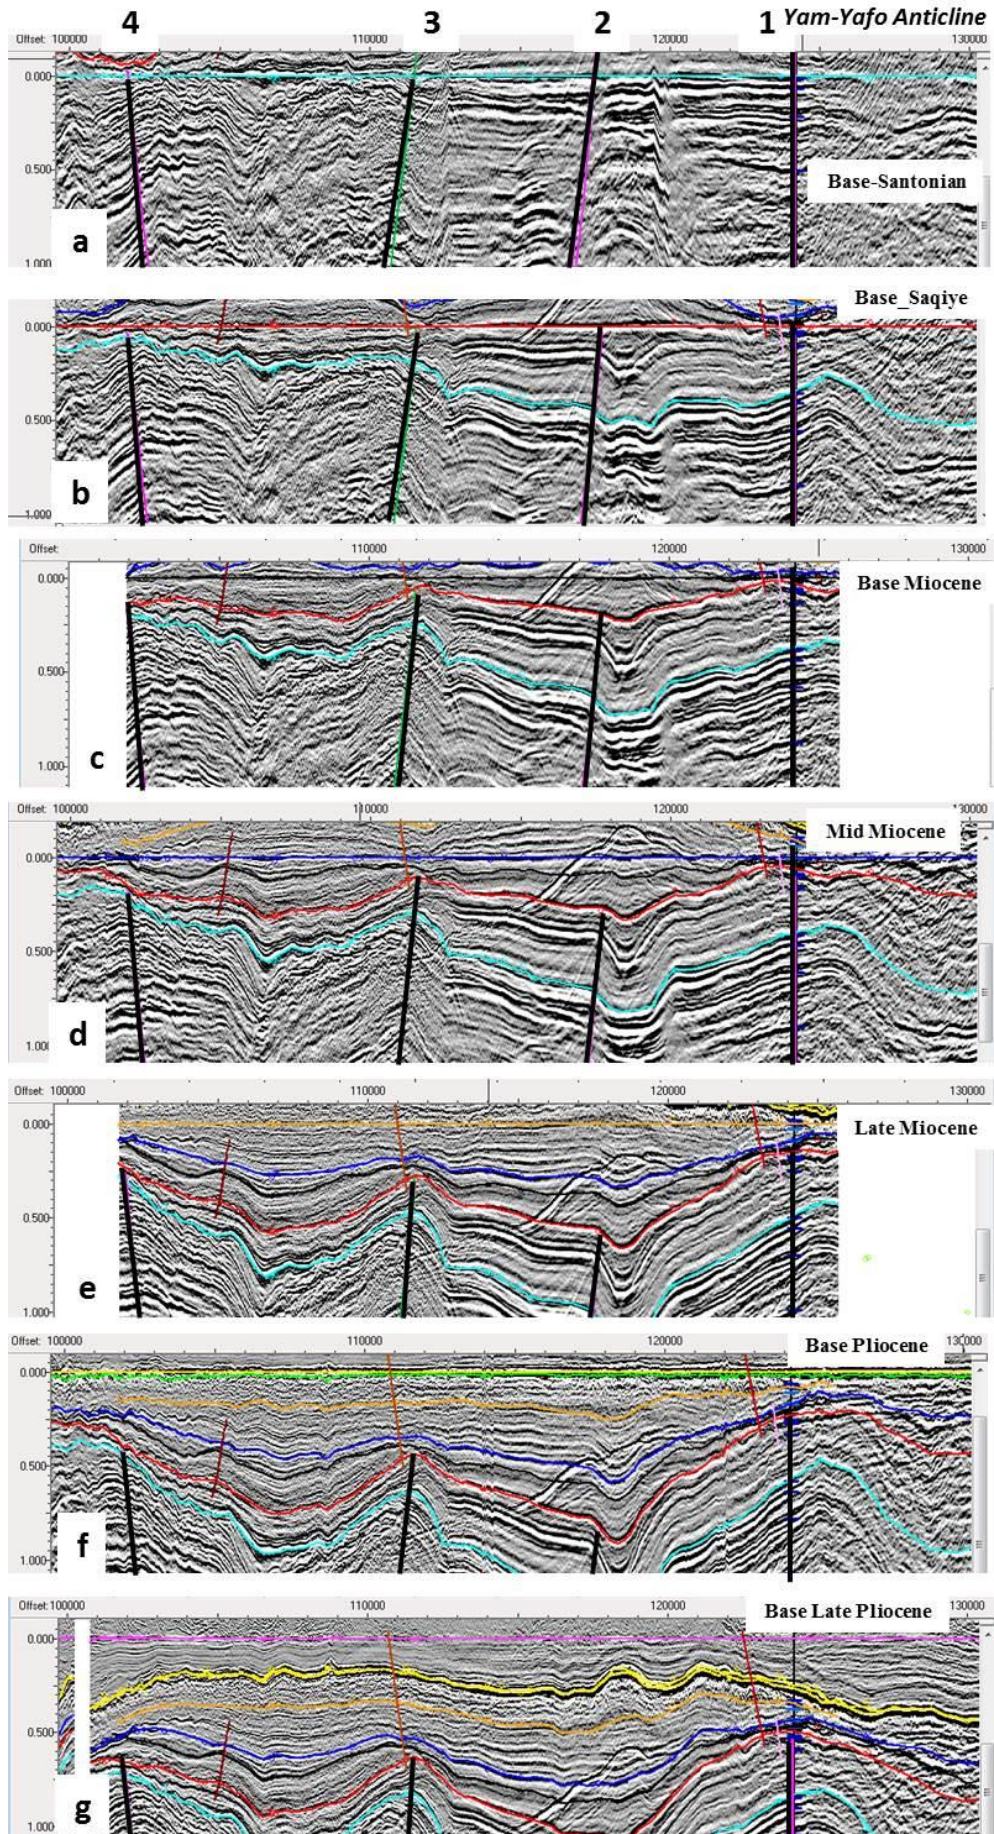 4 3 2 1 Yam-Yafo Anticline
Offset: 100000 110000 120000 130000
0.000
0.500
Base-Santonian
a
1.000
Base_Saqiye
0.000
0.500
b
1.000
Offset: 110000 120000 130000
0.000
Base Miocene
0.500
c
1.000
Offset: 100000 110000 120000 130000
Mid Miocene
0.000
0.500
d
1.000
Offset: 100000 110000 120000 130000
0.000
Late Miocene
0.500
e
1.000
Offset: 100000 110000 120000 130000
Base Pliocene
0.000
0.500
f
1.000
Offset: 100000 110000 120000 130000
Base Late Pliocene
0.000
0.500
g
1.000